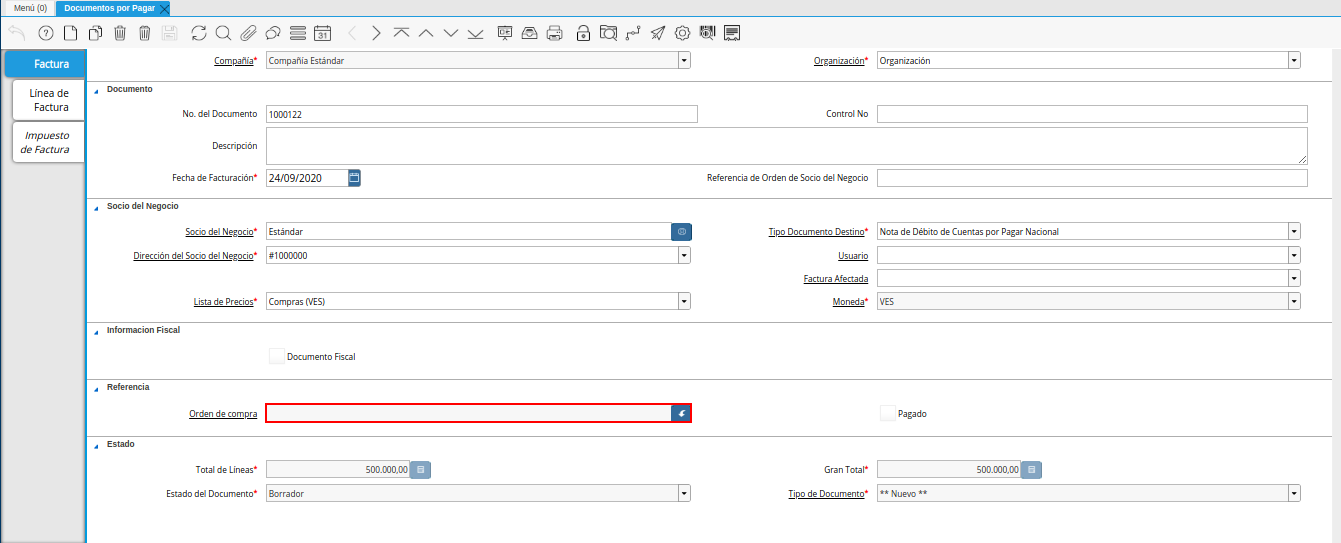 Menú (0) Documentos por Pagar
31
Factura
Compañía* Compañía Estándar Organización* Organización
Línea de
Factura
Impuesto
de Factura
Documento
No. del Documento 1000122 Control No
Descripción
Fecha de Facturación* 24/09/2020 Referencia de Orden de Socio del Negocio
Socio del Negocio
Socio del Negocio* Estándar Tipo Documento Destino* Nota de Débito de Cuentas por Pagar Nacional
Dirección del Socio del Negocio* #1000000 Usuario
Factura Afectada
Lista de Precios* Compras (VES) Moneda* VES
Informacion Fiscal
Documento Fiscal
Referencia
Orden de compra Pagado
Estado
Total de Líneas* 500.000,00 Gran Total* 500.000,00
Estado del Documento* Borrador Tipo de Documento* ** Nuevo **